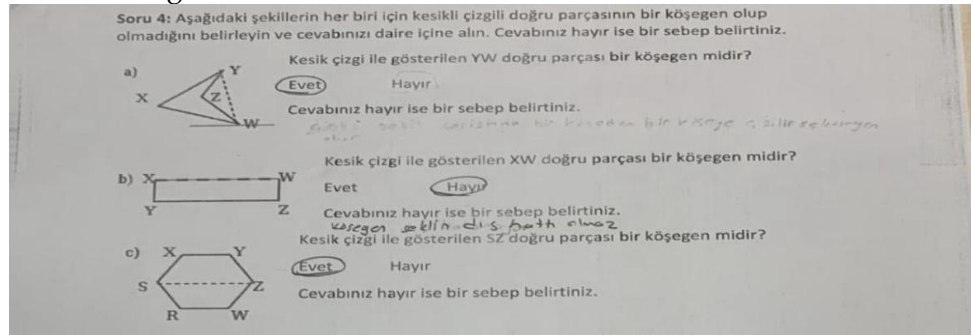 Soru 4: Aşağıdaki şekillerin her biri için kesikli çizgili doğru parçasının bir köşegen olup
olmadığını belirleyin ve cevabınızı daire içine alın. Cevabınız hayır ise bir sebep belirtiniz.
Kesik çizgi ile gösterilen YW doğru parçası bir köşegen midir?
a)
Y
Evet
Hayır
X
Z
Cevabınız hayır ise bir sebep belirtiniz.
W
bir köşeden bir köşeye
Kesik çizgi ile gösterilen XW doğru parçası bir köşegen midir?
b) X
W
Evet
Hayır
Y
Z
Cevabınız hayır ise bir sebep belirtiniz.
köşegen şeklin dış hattı olmaz
Kesik çizgi ile gösterilen SZ doğru parçası bir köşegen midir?
c) X
Y
Evet
Hayır
S
Z
Cevabınız hayır ise bir sebep belirtiniz.
R
W